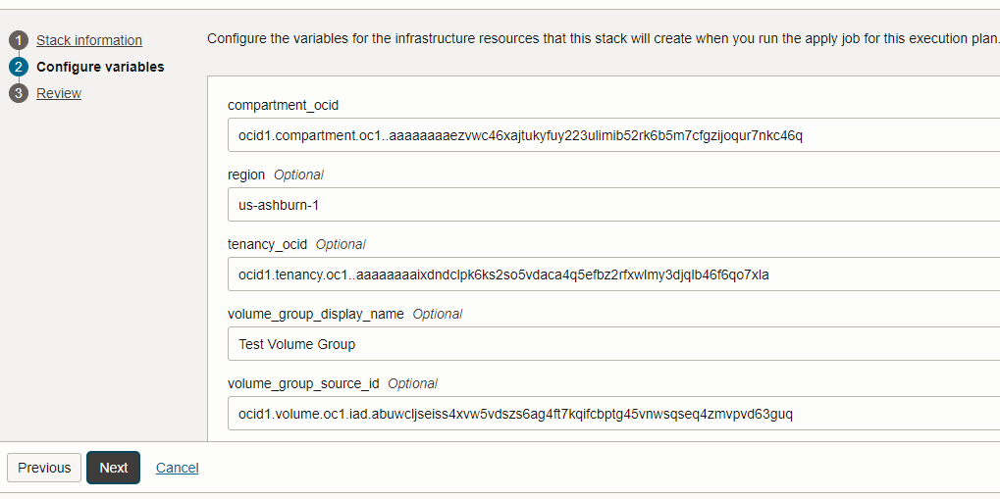 1 Stack information
2 Configure variables
3 Review
Configure the variables for the infrastructure resources that this stack will create when you run the apply job for this execution plan.
compartment_ocid
ocid1.compartment.oc1..aaaaaaaaezvwc46xajtukyfuy223ulimib52rk6b5m7cfgzijoqur7nkc46q
region Optional
us-ashburn-1
tenancy_ocid Optional
ocid1.tenancy.oc1..aaaaaaaaixdndclpk6ks2so5vdaca4q5efbz2rfxwlmy3djqlb46f6qo7xla
volume_group_display_name Optional
Test Volume Group
volume_group_source_id Optional
ocid1.volume.oc1.iad.abuwcljseiss4xvw5vdszs6ag4ft7kqifcbptg45vnwsqseq4zmvpvd63guq
Previous Next Cancel